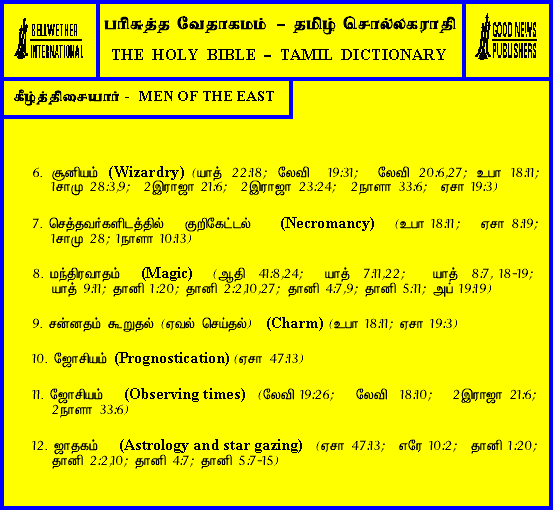 BELLWETHER
INTERNATIONAL
பரிசுத்த வேதாகமம் – தமிழ் சொல்லகராதி
THE HOLY BIBLE – TAMIL DICTIONARY
GOOD NEWS
PUBLISHERS
கீழ்த்திசையார் - MEN OF THE EAST
6. சூனியம் (Wizardry) (யாத் 22:18; லேவி 19:31; லேவி 20:6,27; உபா 18:11;
1சாமு 28:3,9; 2இராஜா 21:6; 2இராஜா 23:24; 2நாளா 33:6; ஏசா 19:3)
7. செத்தவர்களிடத்தில் குறிகேட்டல் (Necromancy) (உபா 18:11; ஏசா 8:19;
1சாமு 28; 1நாளா 10:13)
8. மந்திரவாதம் (Magic) (ஆதி 41:8,24; யாத் 7:11,22; யாத் 8:7, 18-19;
யாத் 9:11; தானி 1:20; தானி 2:2,10,27; தானி 4:7,9; தானி 5:11; அப் 19:19)
9. சன்னதம் கூறுதல் (ஏவல் செய்தல்) (Charm) (உபா 18:11; ஏசா 19:3)
10. ஜோசியம் (Prognostication) (ஏசா 47:13)
11. ஜோசியம் (Observing times) (லேவி 19:26; லேவி 18:10; 2இராஜா 21:6;
2நாளா 33:6)
12. ஜாதகம் (Astrology and star gazing) (ஏசா 47:13; எரே 10:2; தானி 1:20;
தானி 2:2,10; தானி 4:7; தானி 5:7-15)